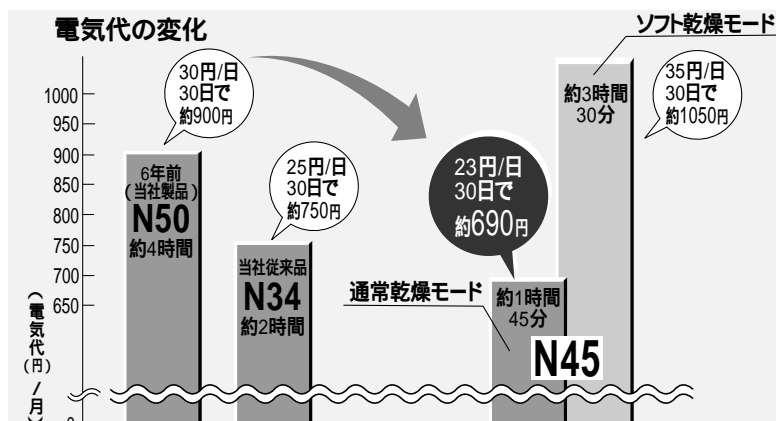 電気代の変化
ソフト乾燥モード
30円/日
30日で
約900円
35円/日
30日で
約1050円
約3時間
30分
1000
950
900
850
800
750
700
650
0
6年前
(当社製品)
N50
約4時間
25円/日
30日で
約750円
当社従来品
N34
約2時間
23円/日
30日で
約690円
通常乾燥モード
約1時間
45分
N45
(電気代(円)/月)